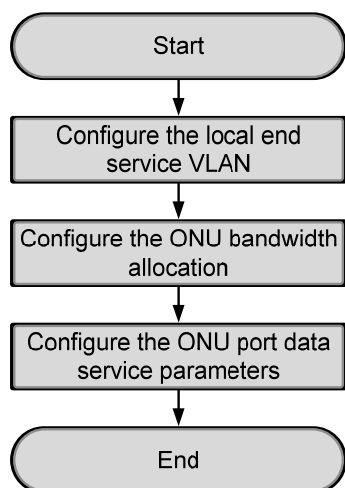 Start
Configure the local end
service VLAN
Configure the ONU bandwidth
allocation
Configure the ONU port data
service parameters
End